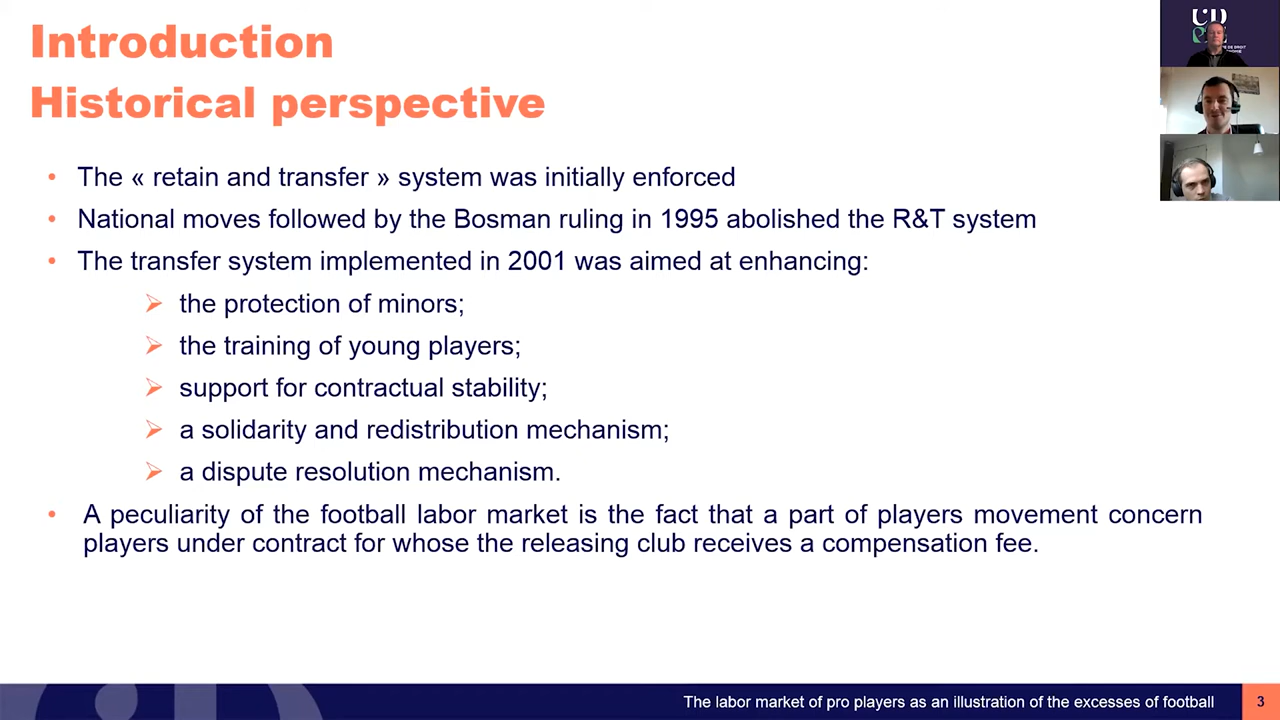 Introduction
Historical perspective
• The « retain and transfer » system was initially enforced
• National moves followed by the Bosman ruling in 1995 abolished the R&T system
• The transfer system implemented in 2001 was aimed at enhancing:
➢ the protection of minors;
➢ the training of young players;
➢ support for contractual stability;
➢ a solidarity and redistribution mechanism;
➢ a dispute resolution mechanism.
• A peculiarity of the football labor market is the fact that a part of players movement concern
players under contract for whose the releasing club receives a compensation fee.
The labor market of pro players as an illustration of the excesses of football
3